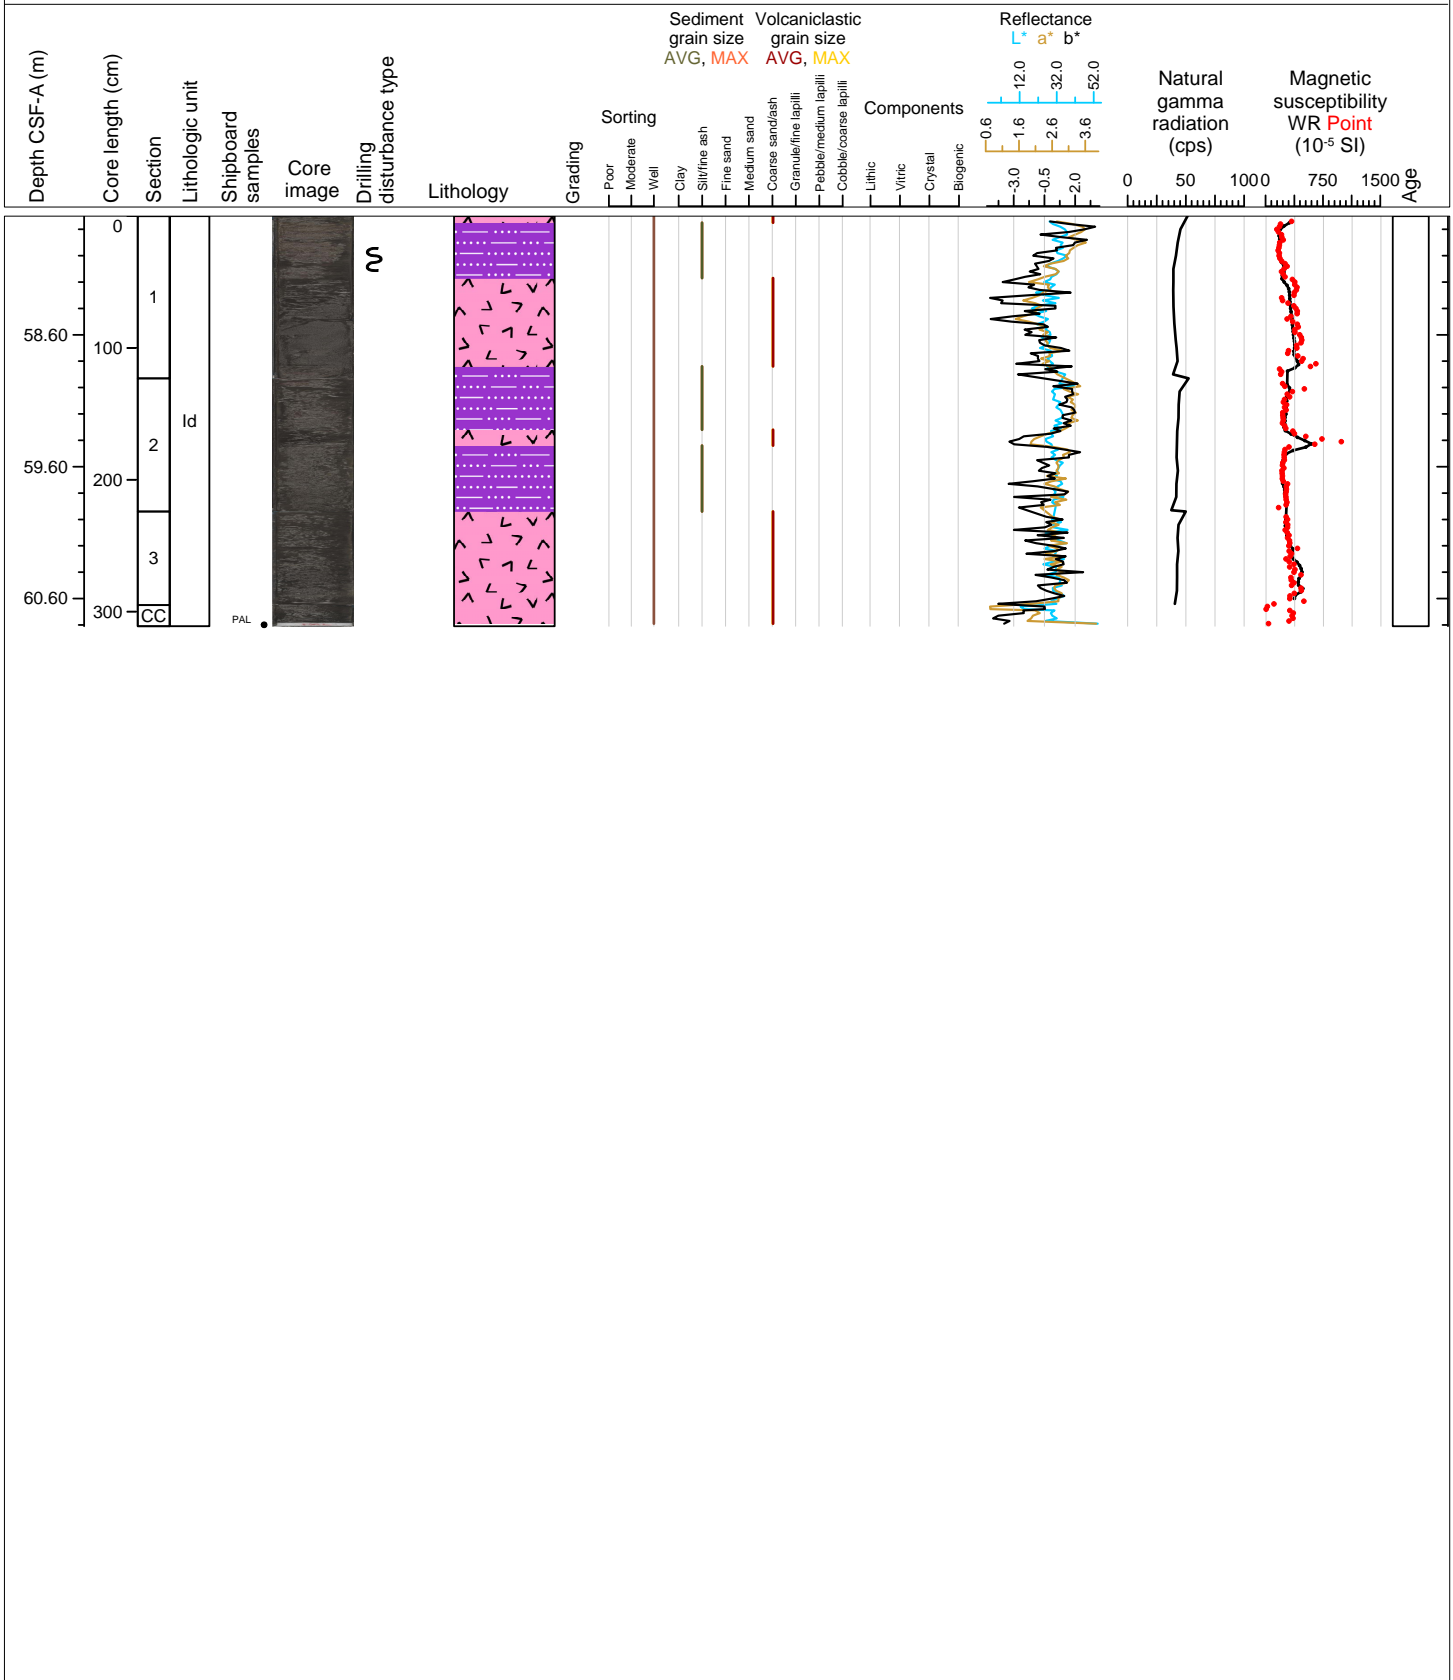 Depth CSF-A (m)
Core length (cm)
Section
Lithologic unit
Shipboard
samples
Core
image
Drilling
disturbance type
Lithology
Grading
Sorting
Poor
Moderate
Well
Sediment
grain size
AVG, MAX
Volcaniclastic
grain size
AVG, MAX
Clay
Silt/fine ash
Fine sand
Medium sand
Coarse sand/ash
Granule/fine lapilli
Pebble/medium lapilli
Cobble/coarse lapilli
Components
Lithic
Vitric
Crystal
Biogenic
Reflectance
L* a* b*
12.0 32.0 52.0
0.6 1.6 2.6 3.6
-3.0 -0.5 2.0
Natural
gamma
radiation
(cps)
0 50 100
Magnetic
susceptibility
WR Point
(10-5 SI)
0 750 1500
Age
0
1
58.60
100
Id
2
59.60
200
3
60.60
300
CC
PAL